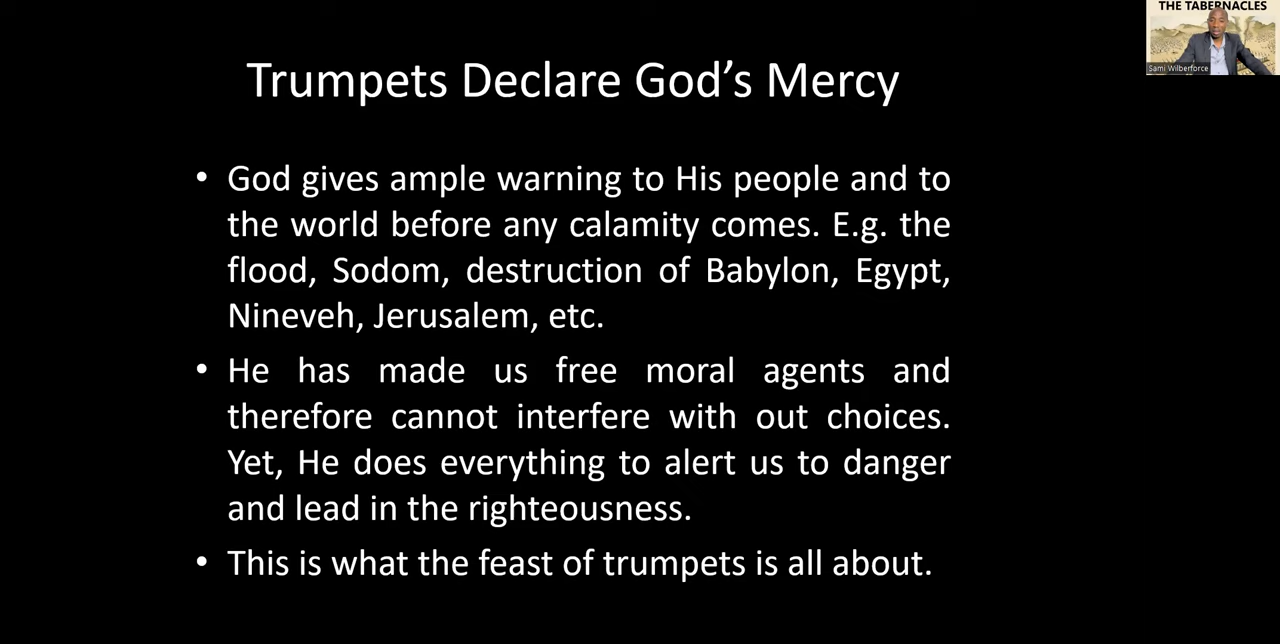 THE TABERNACLES
Sami Wilberforce
Trumpets Declare God's Mercy
• God gives ample warning to His people and to
the world before any calamity comes. E.g. the
flood, Sodom, destruction of Babylon, Egypt,
Nineveh, Jerusalem, etc.
• He has made us free moral agents and
therefore cannot interfere with out choices.
Yet, He does everything to alert us to danger
and lead in the righteousness.
• This is what the feast of trumpets is all about.